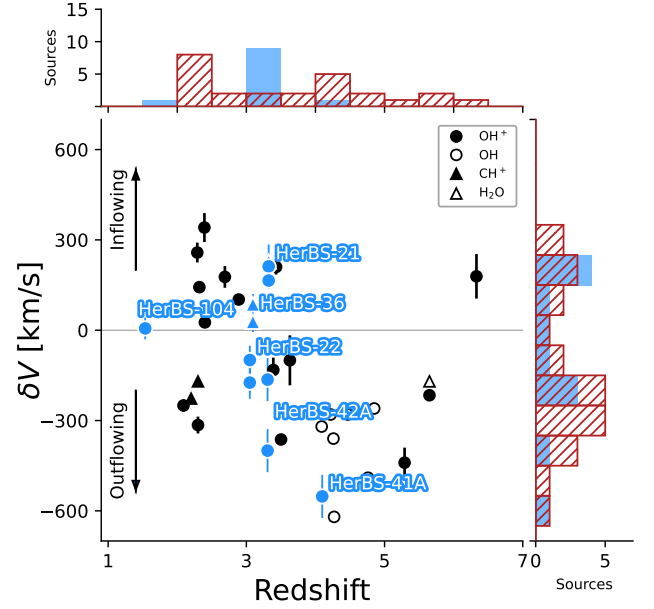 15
10
5
Sources
600
300
0
−300
−600
δV [km/s]
Inflowing
Outflowing
OH⁺
OH
CH⁺
H₂O
HerBS-21
HerBS-104
HerBS-36
HerBS-22
HerBS-42A
HerBS-41A
1 3 5 7
Redshift
0 5
Sources